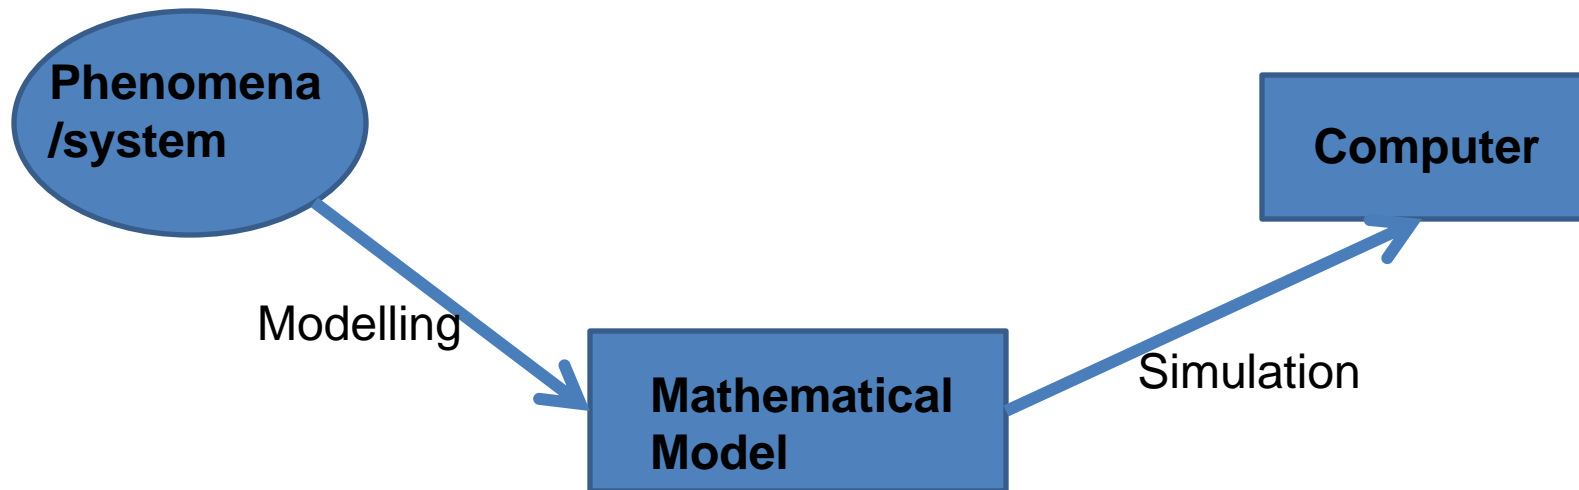 Phenomena
/system
Computer
Modelling
Simulation
Mathematical
Model